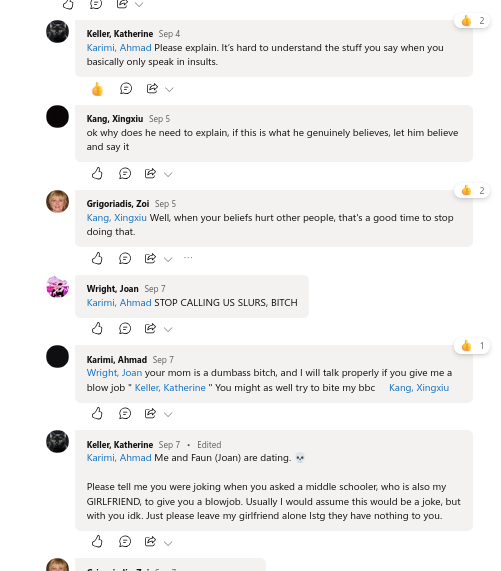 👍 2
Keller, Katherine Sep 4
Karimi, Ahmad Please explain. It's hard to understand the stuff you say when you
basically only speak in insults.
Kang, Xingxiu Sep 5
ok why does he need to explain, if this is what he genuinely believes, let him believe
and say it
👍 2
Grigoriadis, Zoi Sep 5
Kang, Xingxiu Well, when your beliefs hurt other people, that's a good time to stop
doing that.
Wright, Joan Sep 7
Karimi, Ahmad STOP CALLING US SLURS, BITCH
👍 1
Karimi, Ahmad Sep 7
Wright, Joan your mom is a dumbass bitch, and I will talk properly if you give me a
blow job " Keller, Katherine " You might as well try to bite my bbc Kang, Xingxiu
Keller, Katherine Sep 7 • Edited
Karimi, Ahmad Me and Faun (Joan) are dating. 💀
Please tell me you were joking when you asked a middle schooler, who is also my
GIRLFRIEND, to give you a blowjob. Usually I would assume this would be a joke, but
with you idk. Just please leave my girlfriend alone Istg they have nothing to you.